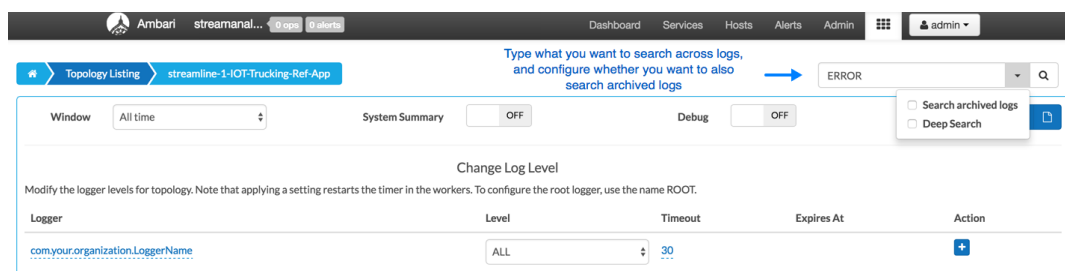 Ambari streamanal... 0 ops 0 alerts Dashboard Services Hosts Alerts Admin admin
Type what you want to search across logs,
and configure whether you want to also
search archived logs
Topology Listing streamline-1-IOT-Trucking-Ref-App
ERROR
Search archived logs
Deep Search
Window All time System Summary OFF Debug OFF
Change Log Level
Modify the logger levels for topology. Note that applying a setting restarts the timer in the workers. To configure the root logger, use the name ROOT.
Logger Level Timeout Expires At Action
com.your.organization.LoggerName ALL 30